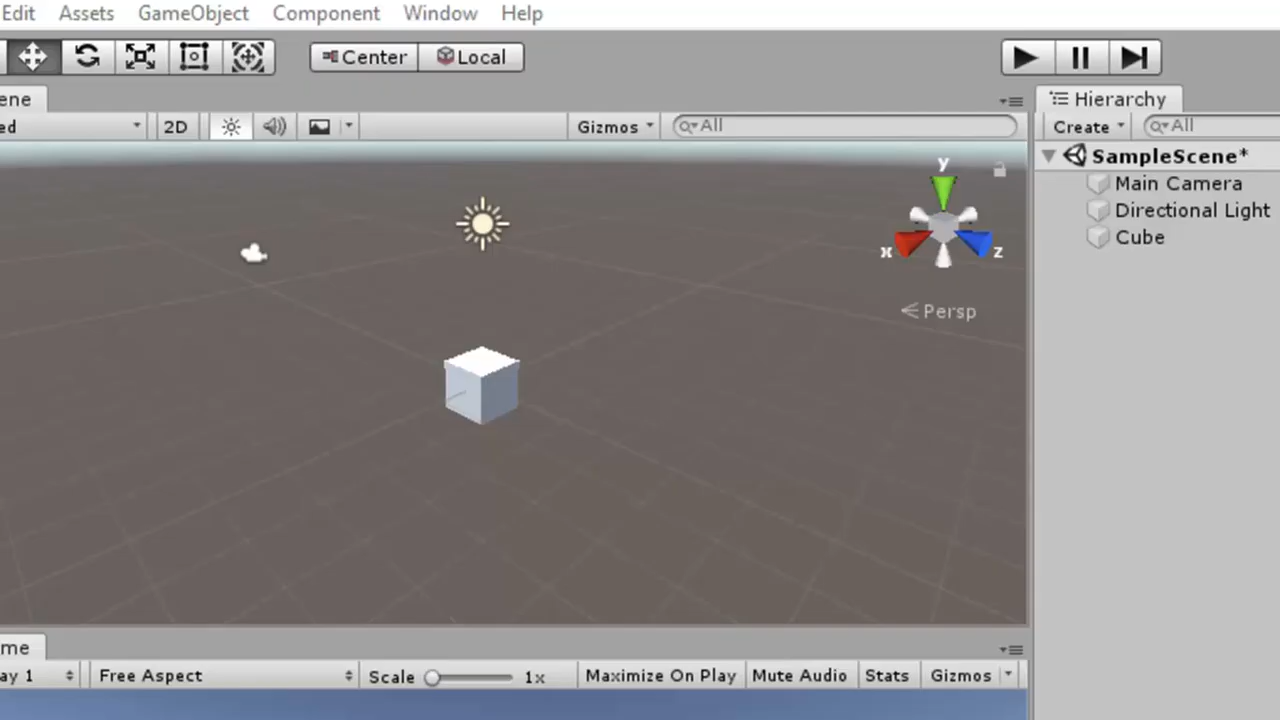 Edit Assets GameObject Component Window Help
Center Local
ene Hierarchy
ed 2D Gizmos All Create All
SampleScene*
Main Camera
Directional Light
Cube
y
x z
Persp
me
ay 1 Free Aspect Scale 1x Maximize On Play Mute Audio Stats Gizmos